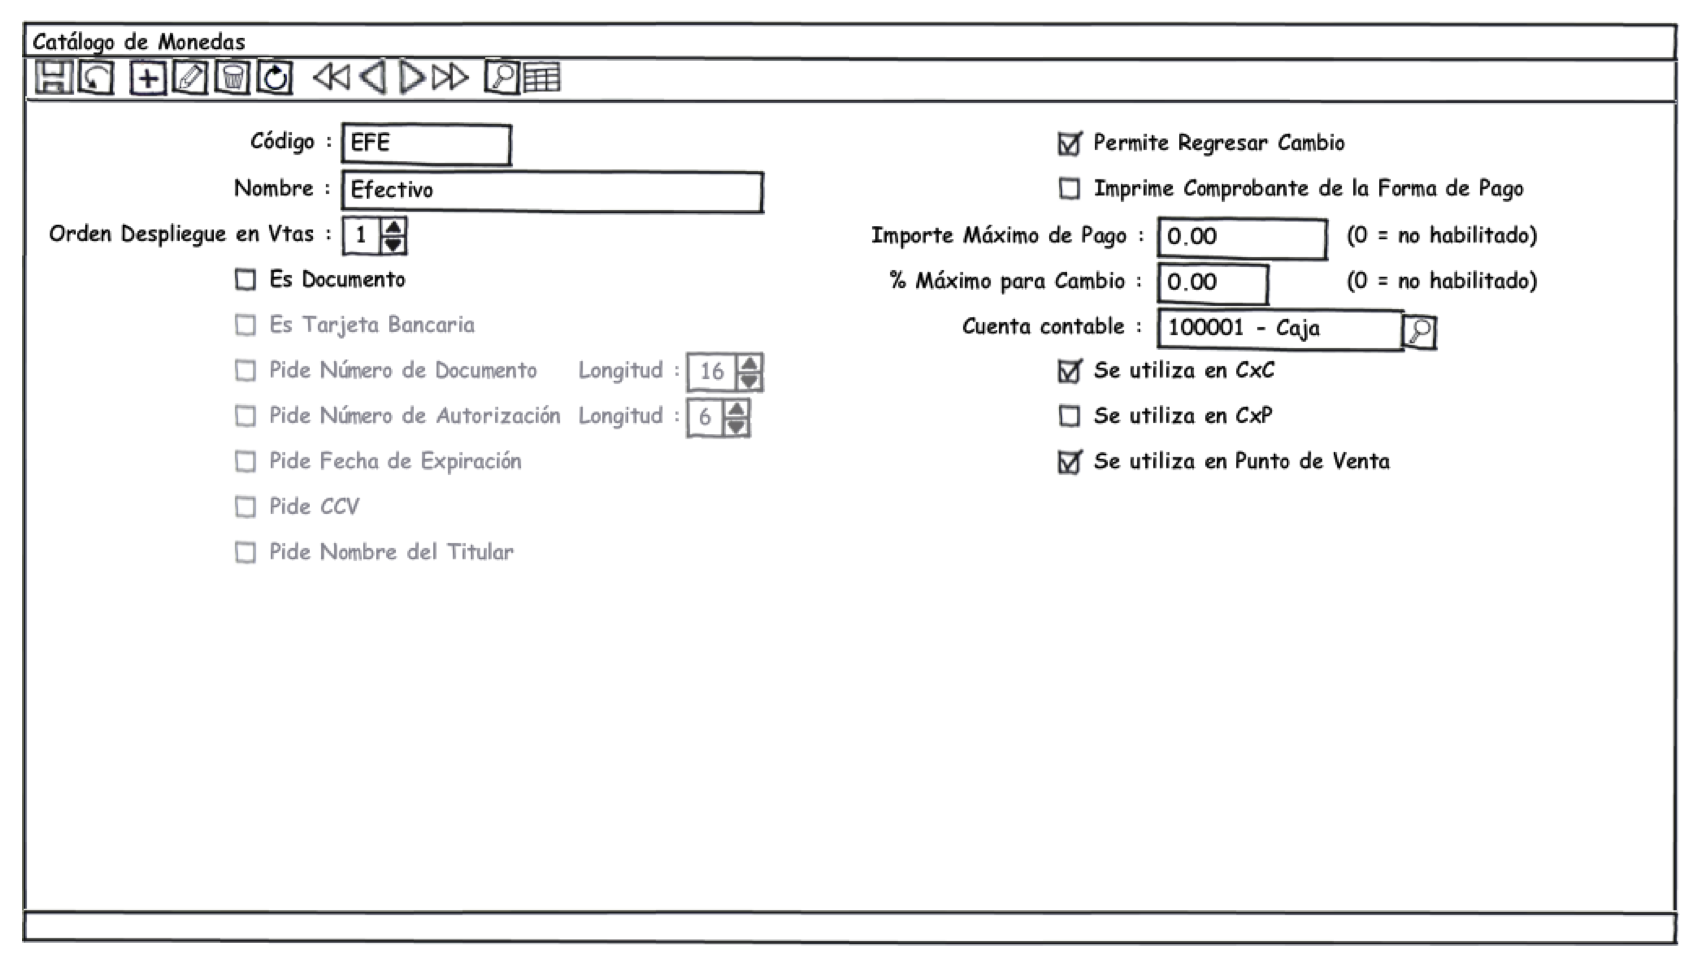 Catálogo de Monedas
Código : EFE
Nombre : Efectivo
Orden Despliegue en Vtas : 1
Es Documento
Es Tarjeta Bancaria
Pide Número de Documento Longitud : 16
Pide Número de Autorización Longitud : 6
Pide Fecha de Expiración
Pide CCV
Pide Nombre del Titular
Permite Regresar Cambio
Imprime Comprobante de la Forma de Pago
Importe Máximo de Pago : 0.00 (0 = no habilitado)
% Máximo para Cambio : 0.00 (0 = no habilitado)
Cuenta contable : 100001 - Caja
Se utiliza en CxC
Se utiliza en CxP
Se utiliza en Punto de Venta